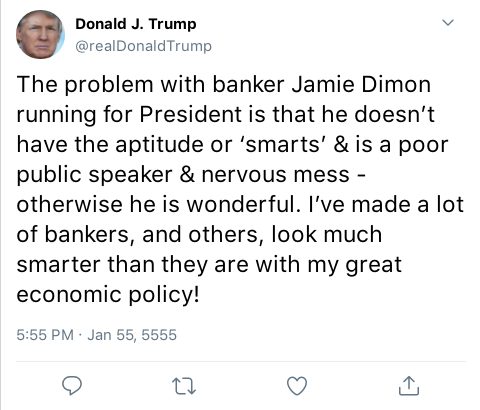 Donald J. Trump
@realDonaldTrump
The problem with banker Jamie Dimon
running for President is that he doesn’t
have the aptitude or ‘smarts’ & is a poor
public speaker & nervous mess -
otherwise he is wonderful. I’ve made a lot
of bankers, and others, look much
smarter than they are with my great
economic policy!
5:55 PM · Jan 55, 5555